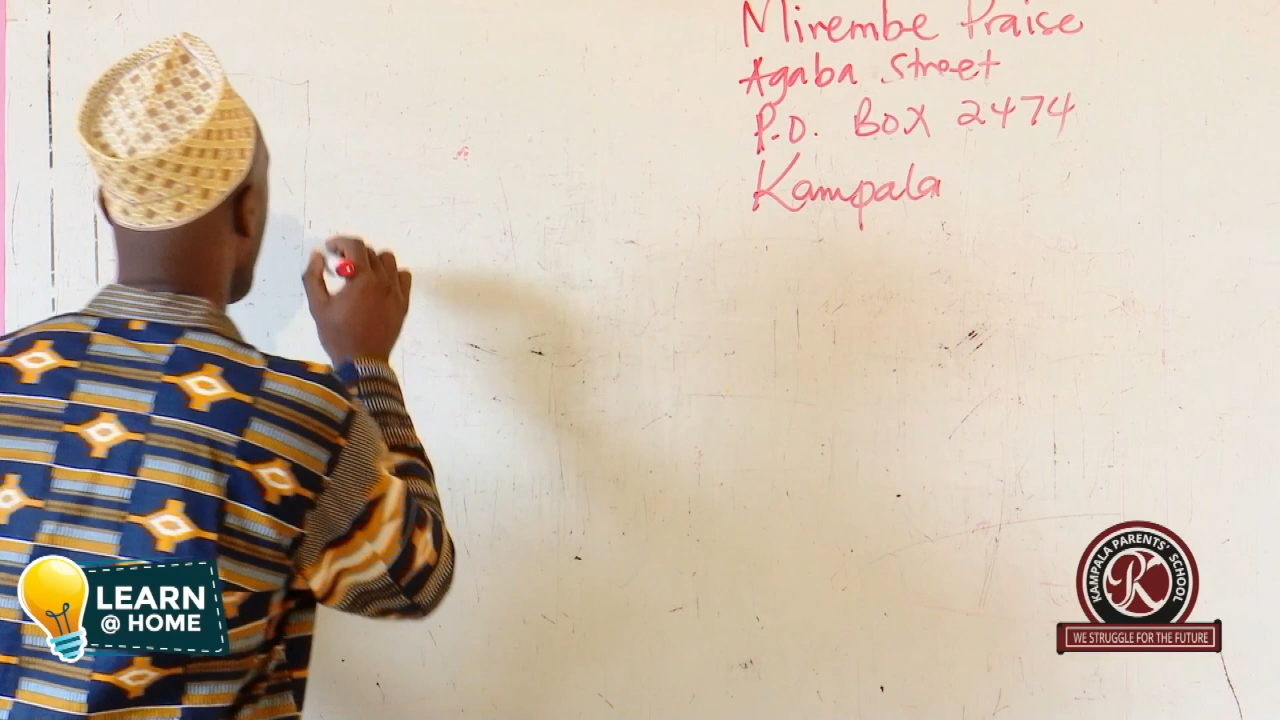 Mirembe Praise
Agaba Street
P.O. BOX 2474
Kampala
LEARN
@ HOME
KAMPALA PARENTS' SCHOOL
WE STRUGGLE FOR THE FUTURE